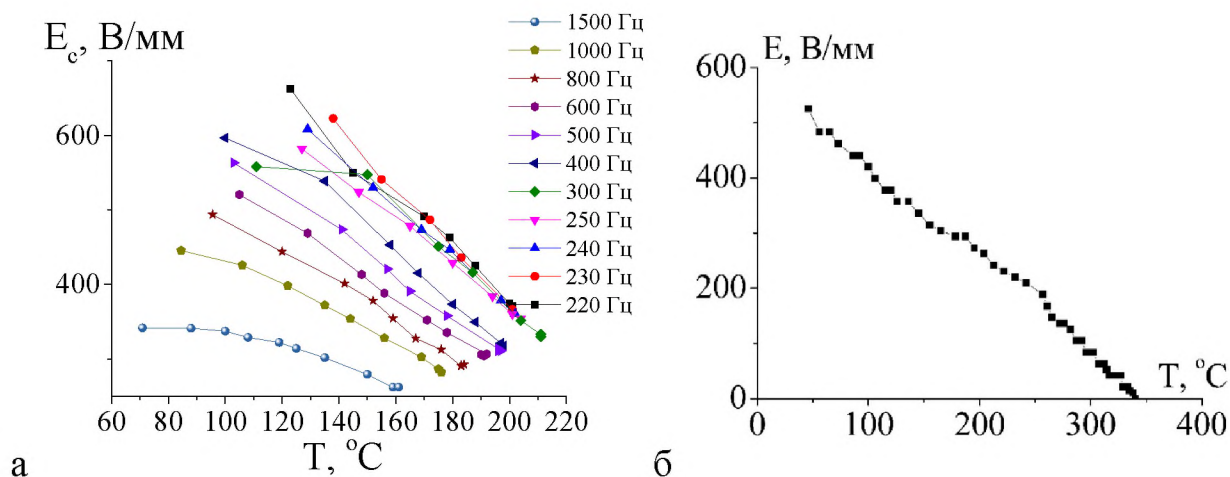 E_c, В/мм
600
400
60 80 100 120 140 160 180 200 220
T, °C
а
1500 Гц
1000 Гц
800 Гц
600 Гц
500 Гц
400 Гц
300 Гц
250 Гц
240 Гц
230 Гц
220 Гц
E, В/мм
600
400
200
0
0 100 200 300 400
T, °C
б